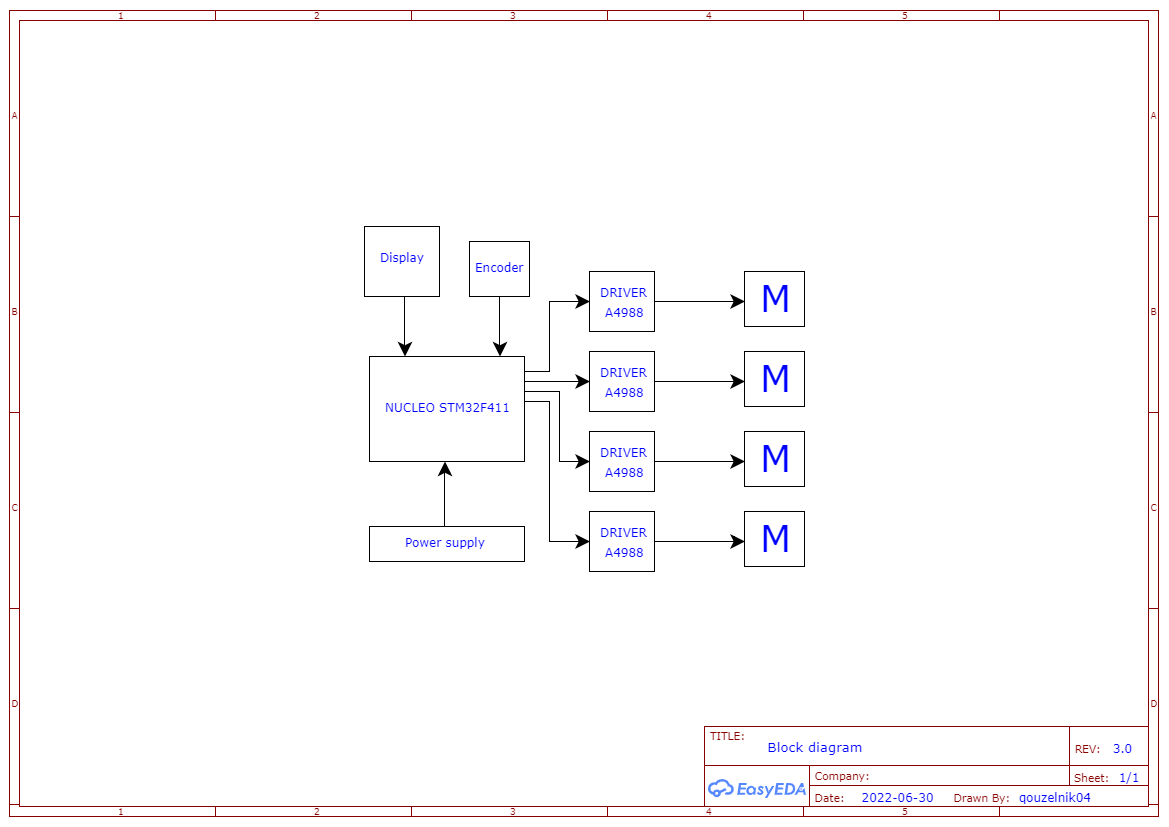 1 2 3 4 5
A A
Display
Encoder
DRIVER
A4988
M
B B
DRIVER
A4988
M
NUCLEO STM32F411
DRIVER
A4988
M
C C
DRIVER
A4988
M
Power supply
D D
TITLE:
Block diagram
REV: 3.0
EasyEDA
Company:
Sheet: 1/1
Date: 2022-06-30 Drawn By: qouzelnik04
1 2 3 4 5